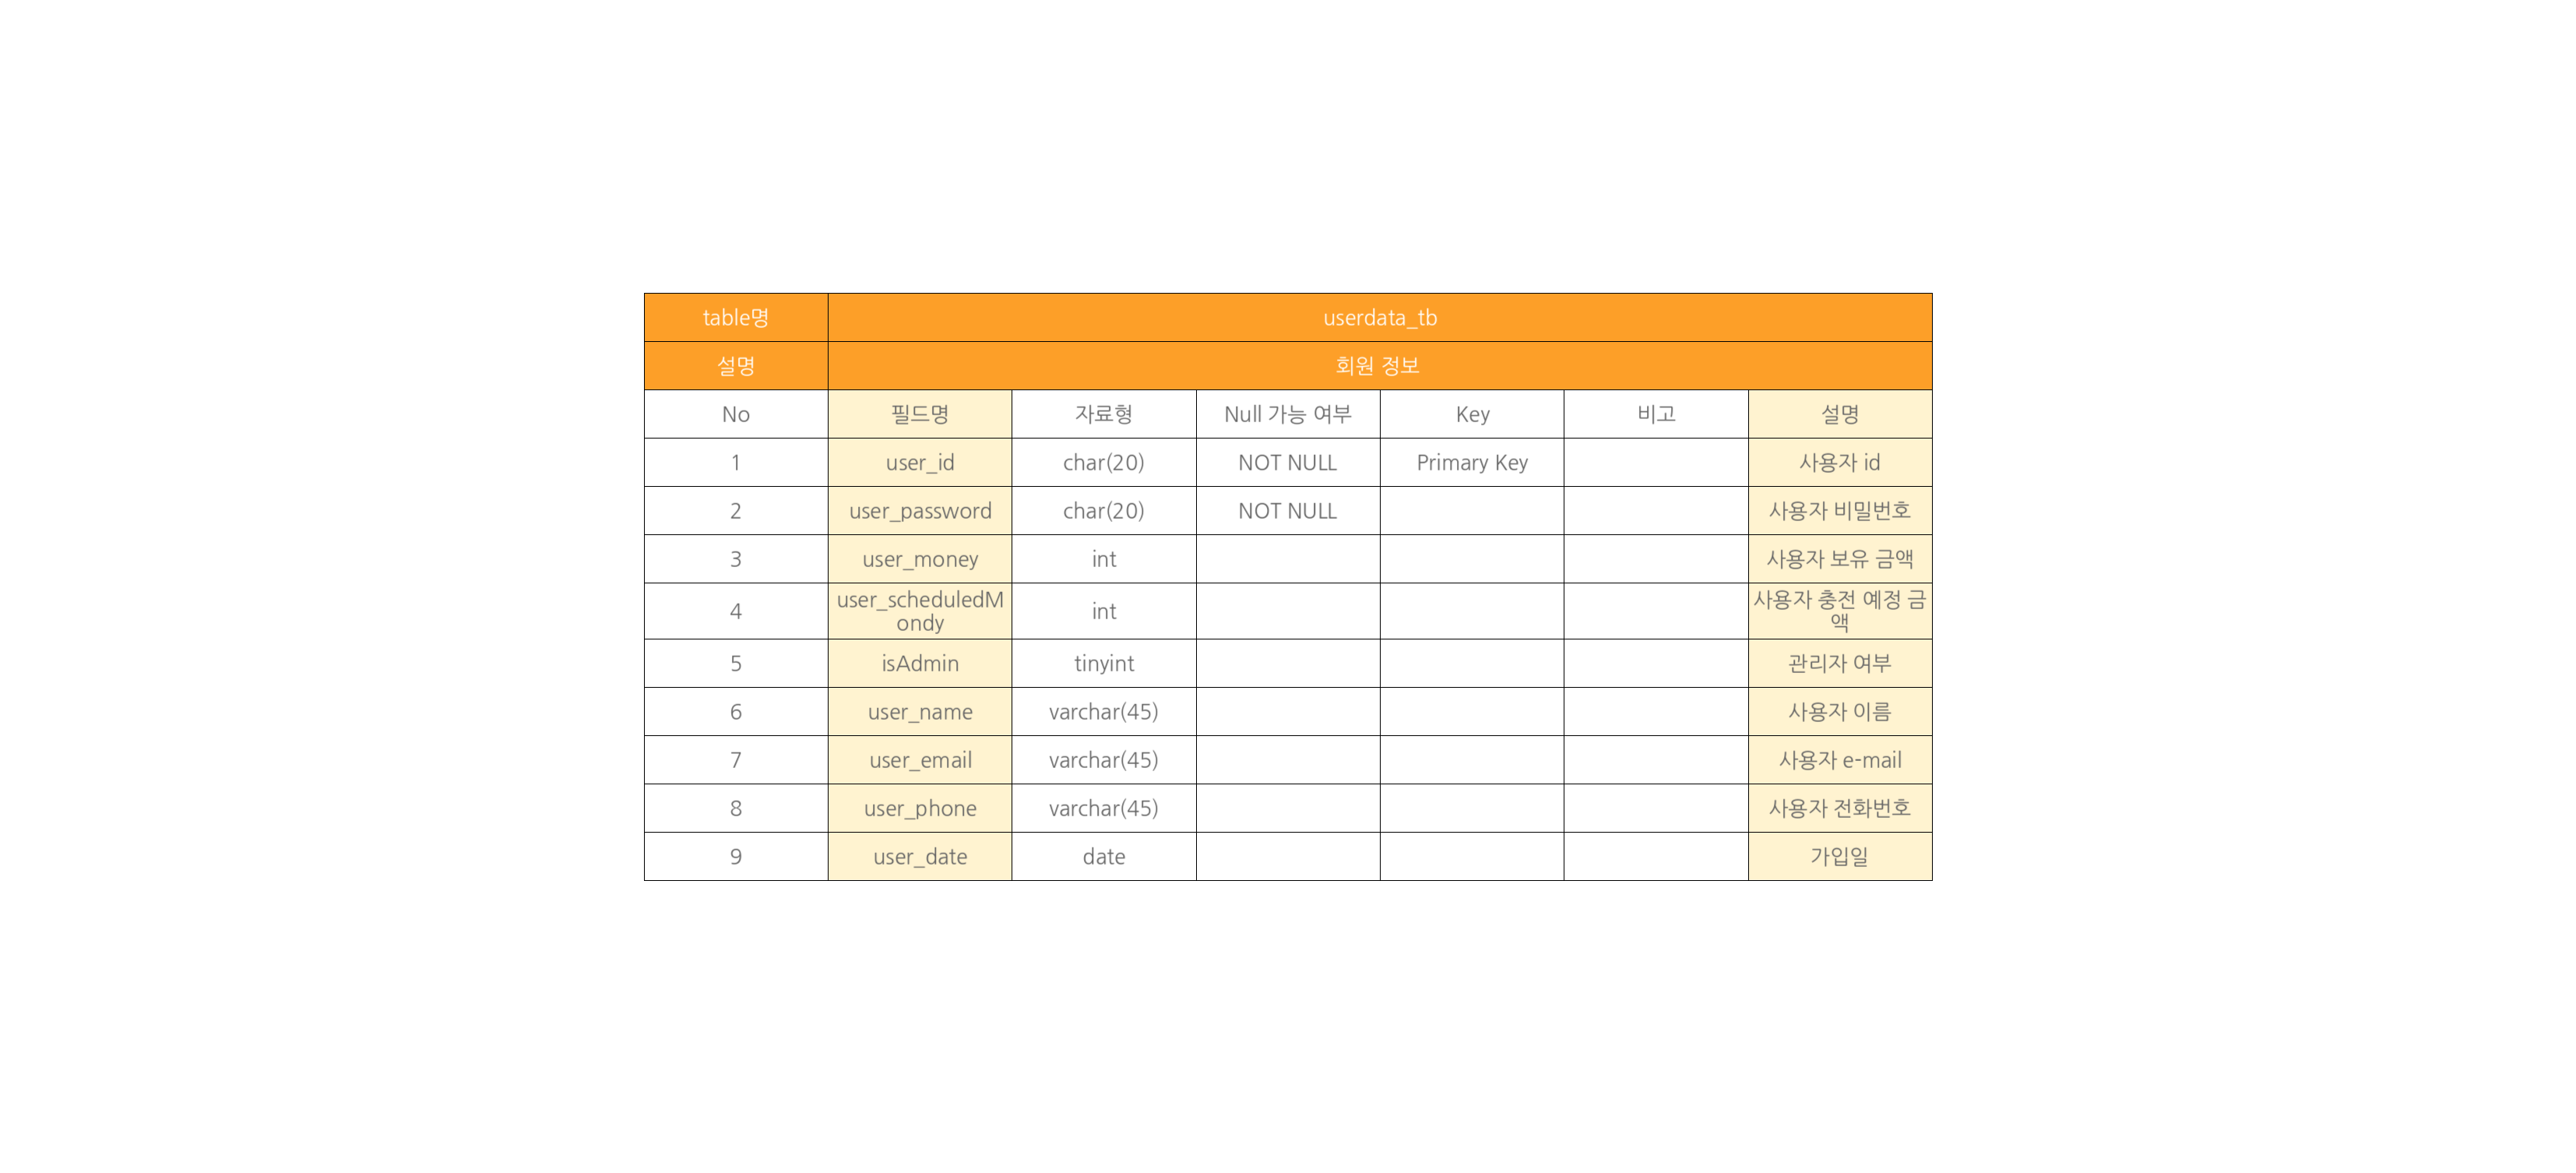 table명 userdata_tb
설명 회원 정보
No 필드명 자료형 Null 가능 여부 Key 비고 설명
1 user_id char(20) NOT NULL Primary Key 사용자 id
2 user_password char(20) NOT NULL 사용자 비밀번호
3 user_money int 사용자 보유 금액
4 user_scheduledM
ondy int 사용자 충전 예정 금
액
5 isAdmin tinyint 관리자 여부
6 user_name varchar(45) 사용자 이름
7 user_email varchar(45) 사용자 e-mail
8 user_phone varchar(45) 사용자 전화번호
9 user_date date 가입일